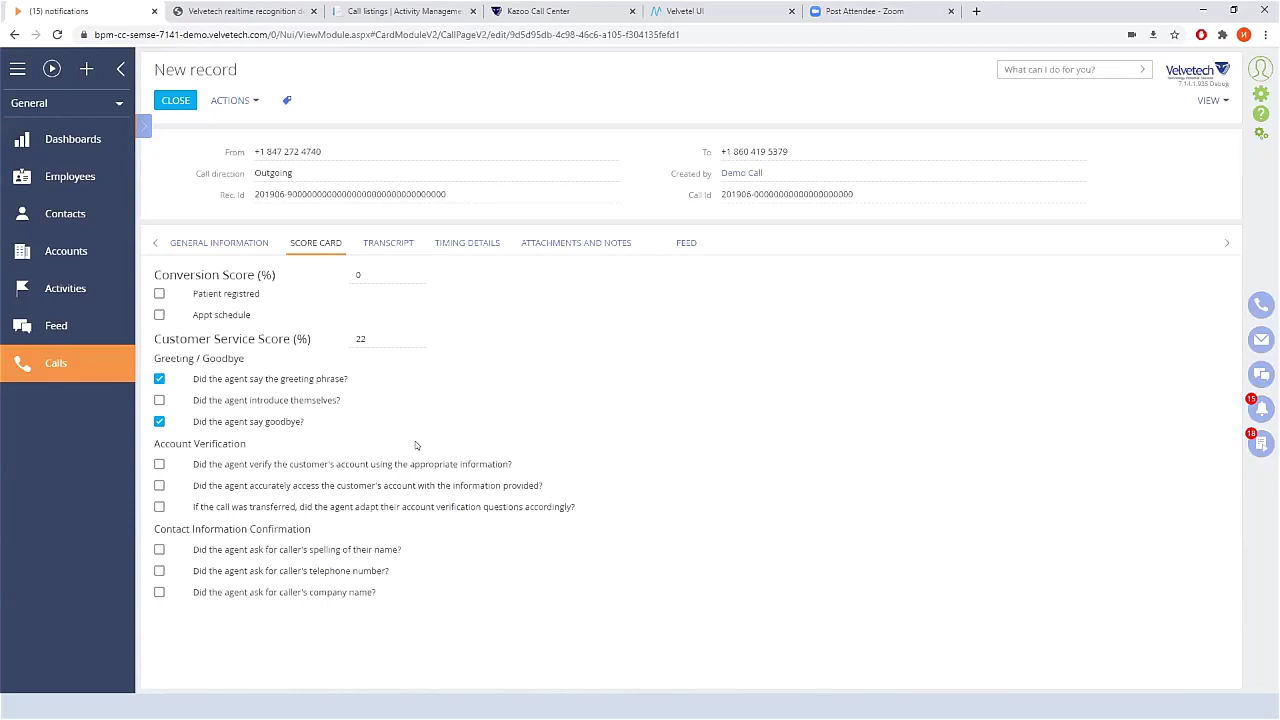 (15) notifications
Velvetech realtime recognition d
Call listings | Activity Manageme
Kazoo Call Center
Velvetel UI
Post Attendee - Zoom
bpm-cc-semse-7141-demo.velvetech.com/0/Nui/ViewModule.aspx#CardModuleV2/CallPageV2/edit/9d5d95db-4c98-46c6-a105-f304135fefd1
New record
What can I do for you?
Velvetech
7.14.1.935 Debug
CLOSE
ACTIONS
VIEW
General
Dashboards
Employees
Contacts
Accounts
Activities
Feed
Calls
From +1 847 272 4740
To +1 860 419 5379
Call direction Outgoing
Created by Demo Call
Rec. Id
Call Id
GENERAL INFORMATION
SCORE CARD
TRANSCRIPT
TIMING DETAILS
ATTACHMENTS AND NOTES
FEED
Conversion Score (%) 0
Patient registred
Appt schedule
Customer Service Score (%) 22
Greeting / Goodbye
Did the agent say the greeting phrase?
Did the agent introduce themselves?
Did the agent say goodbye?
Account Verification
Did the agent verify the customer's account using the appropriate information?
Did the agent accurately access the customer's account with the information provided?
If the call was transferred, did the agent adapt their account verification questions accordingly?
Contact Information Confirmation
Did the agent ask for caller's spelling of their name?
Did the agent ask for caller's telephone number?
Did the agent ask for caller's company name?
15
18